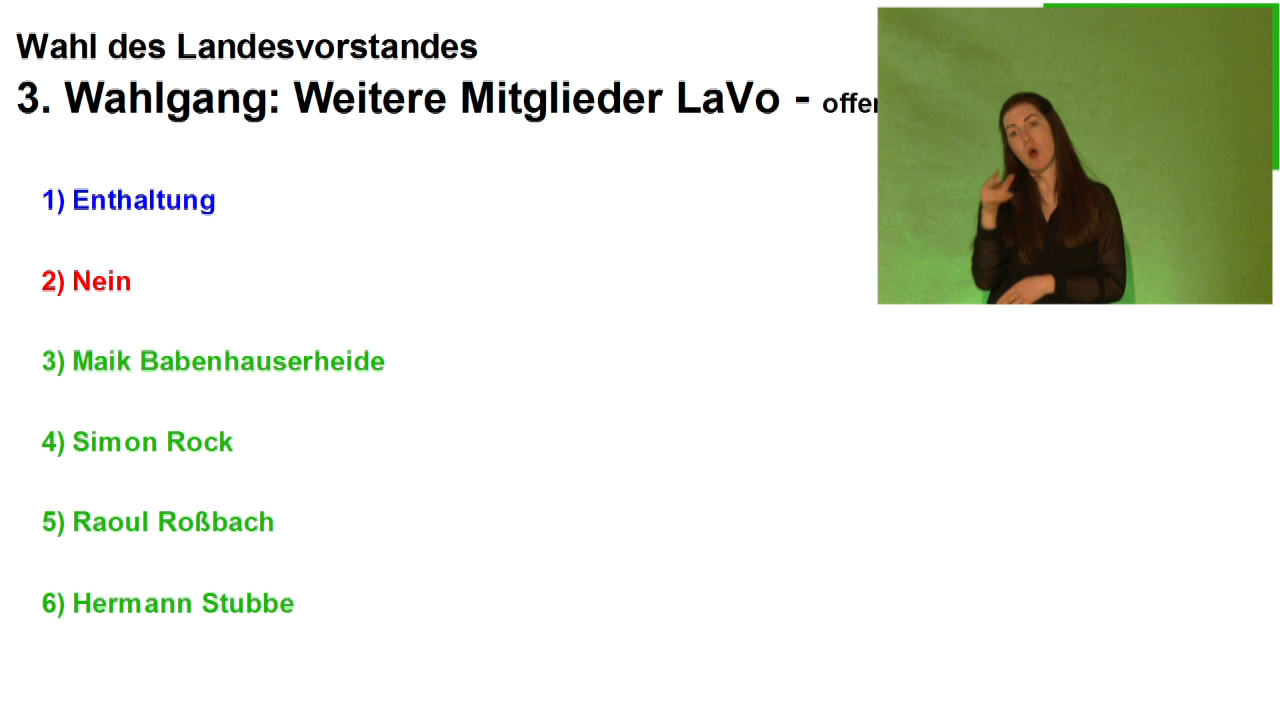 Wahl des Landesvorstandes
3. Wahlgang: Weitere Mitglieder LaVo -
1) Enthaltung
2) Nein
3) Maik Babenhauserheide
4) Simon Rock
5) Raoul Roßbach
6) Hermann Stubbe